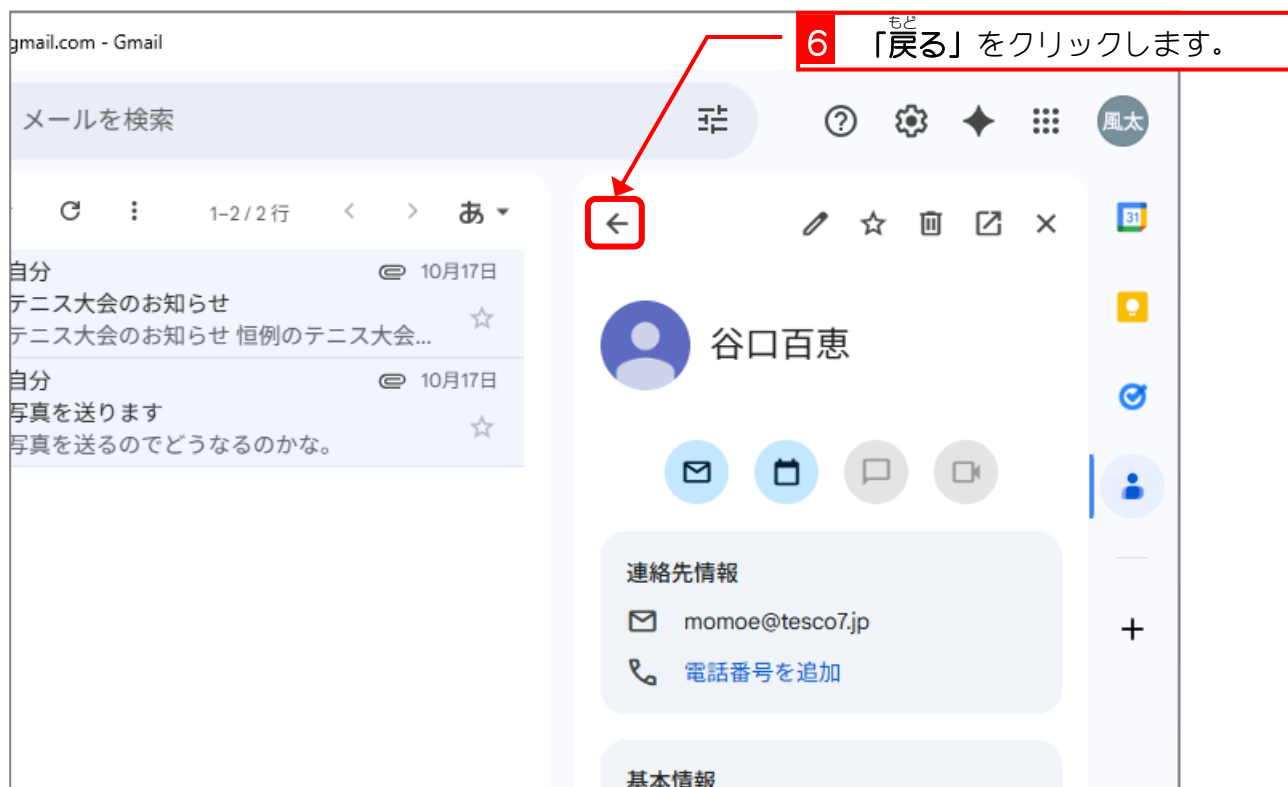 gmail.com - Gmail
6 「戻る」をクリックします。
もど
メールを検索
風太
1–2 / 2 行
あ
31
自分
10月17日
テニス大会のお知らせ
テニス大会のお知らせ 恒例のテニス大会...
自分
10月17日
写真を送ります
写真を送るのでどうなるのかな。
谷口百恵
連絡先情報
momoe@tesco7.jp
電話番号を追加
基本情報